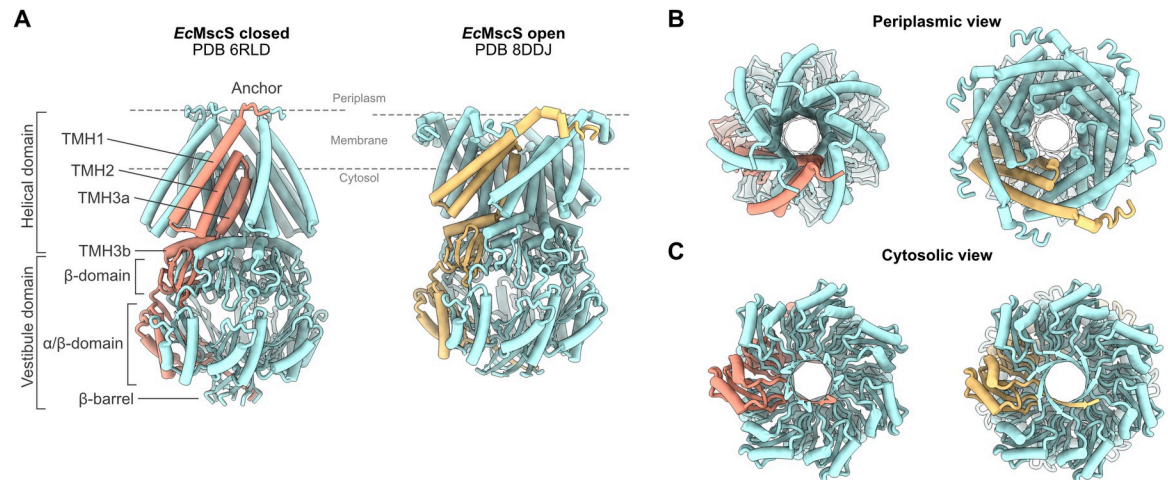 A
EcMscS closed
PDB 6RLD
EcMscS open
PDB 8DDJ
Anchor
Periplasm
Membrane
Cytosol
Helical domain
TMH1
TMH2
TMH3a
TMH3b
Vestibule domain
β-domain
α/β-domain
β-barrel
B
Periplasmic view
C
Cytosolic view